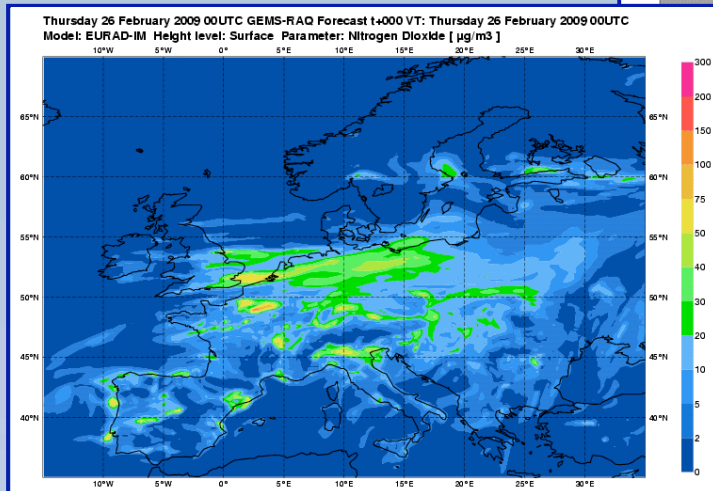 Thursday 26 February 2009 00UTC GEMS-RAQ Forecast t+000 VT: Thursday 26 February 2009 00UTC
Model: EURAD-IM Height level: Surface Parameter: Nitrogen Dioxide [ µg/m3 ]
10°W 5°W 0° 5°E 10°E 15°E 20°E 25°E 30°E
65°N 65°N
60°N 60°N
55°N 55°N
50°N 50°N
45°N 45°N
40°N 40°N
10°W 5°W 0° 5°E 10°E 15°E 20°E 25°E 30°E
300
200
150
100
75
50
40
30
20
10
5
2
0